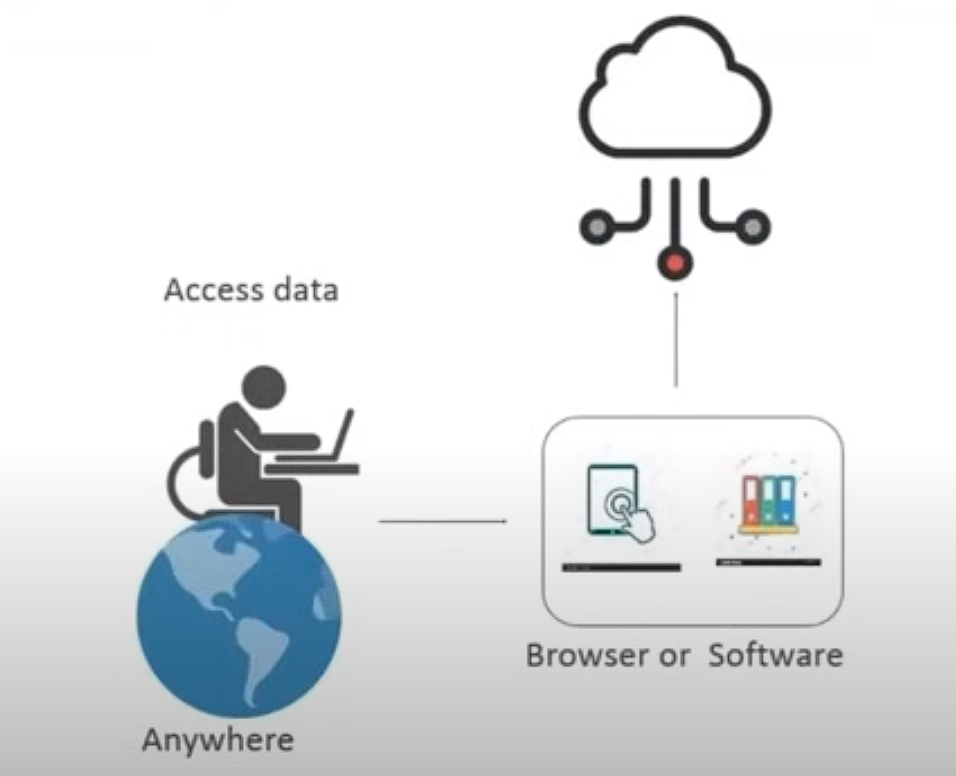 Access data
Anywhere
Browser or Software